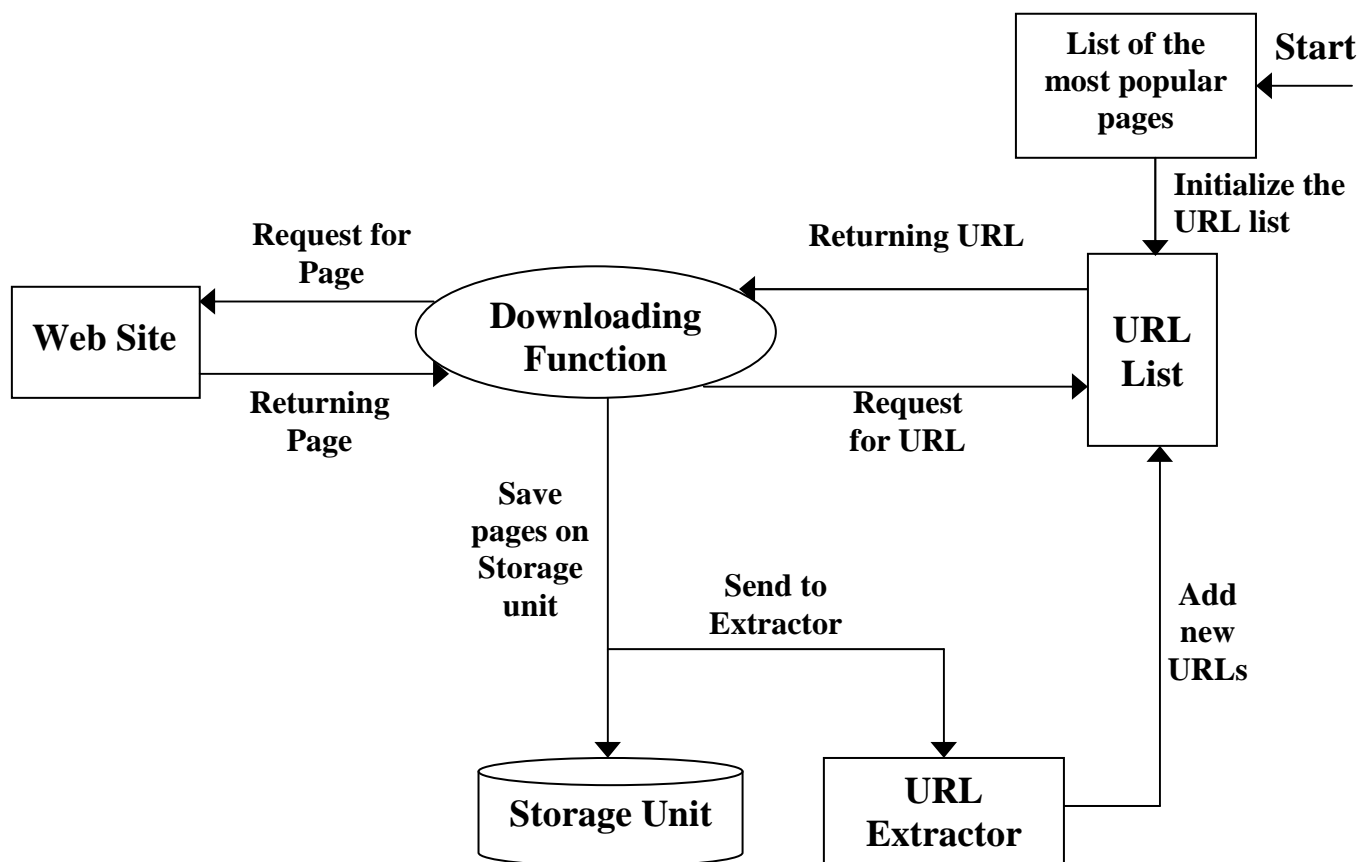 List of the
most popular
pages
Start
Initialize the
URL list
Request for
Page
Returning URL
Web Site
Downloading
Function
URL
List
Returning
Page
Request
for URL
Save
pages on
Storage
unit
Send to
Extractor
Add
new
URLs
Storage Unit
URL
Extractor